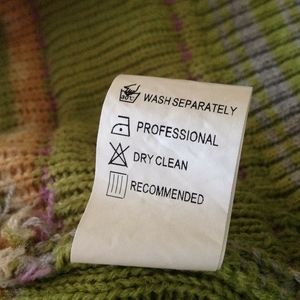 WASH SEPARATELY
PROFESSIONAL
DRY CLEAN
RECOMMENDED